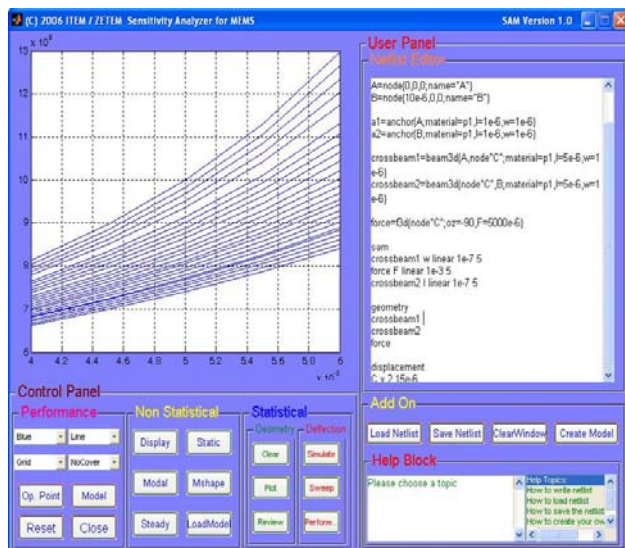 (C) 2006 ITEM / ZETEM Sensitivity Analyzer for MEMS
SAM Version 1.0
x 10
13
12
11
10
9
8
7
6
4
4.2
4.4
4.6
4.8
5
5.2
5.4
5.6
5.8
6
x 10
User Panel
Netlist Editor
A=node{0,0,0;name="A"}
B=node{10e-6,0,0,name="B"}
a1=anchor{A;material=p1,l=1e-6,w=1e-6}
a2=anchor{B;material=p1,l=1e-6,w=1e-6}
crossbeam1=beam3d{A,node"C";material=p1,l=5e-6,w=1
e-6}
crossbeam2=beam3d{node"C",B;material=p1,l=5e-6,w=1
e-6}
force=f3d{node"C";oz=-90,F=5000e-6}
sam
crossbeam1 w linear 1e-7 5
force F linear 1e-3 5
crossbeam2 l linear 1e-7 5
geometry
crossbeam1
crossbeam2
force
displacement
C x 2.15e-6
Control Panel
Performance
Blue
Line
Grid
NoCover
Op. Point
Model
Reset
Close
Non Statistical
Display
Static
Modal
Mshape
Steady
LoadModel
Statistical
Geometry
Deflection
Clear
Simulate
Plot
Sweep
Review
Perform...
Add On
Load Netlist
Save Netlist
ClearWindow
Create Model
Help Block
Please choose a topic
Help Topics:
How to write netlist
How to load netlist
How to save the netlist
How to create your ow